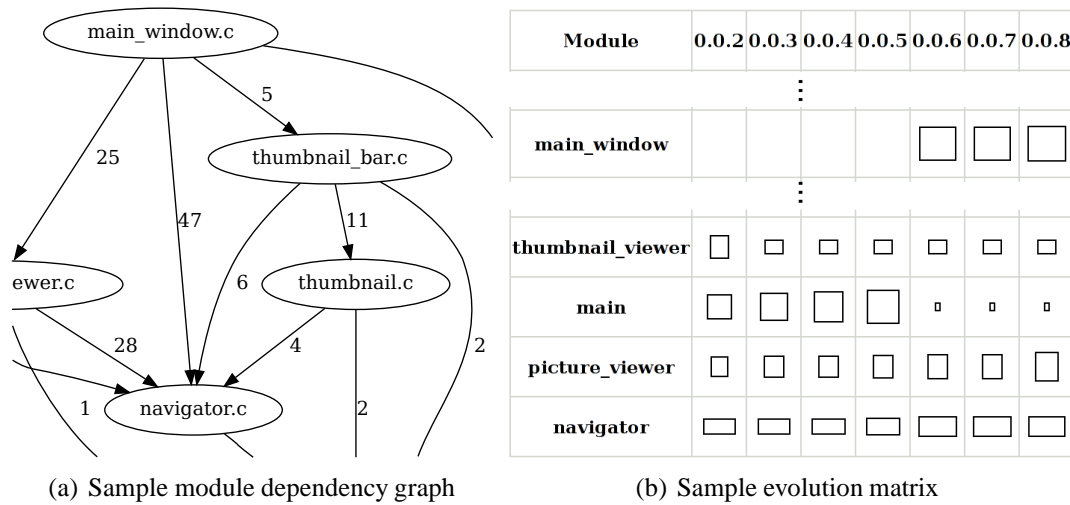 main_window.c
5
25
thumbnail_bar.c
47
11
ewer.c
6
thumbnail.c
28
4
2
1
navigator.c
2
(a) Sample module dependency graph
Module 0.0.2 0.0.3 0.0.4 0.0.5 0.0.6 0.0.7 0.0.8
main_window
thumbnail_viewer
main
picture_viewer
navigator
(b) Sample evolution matrix